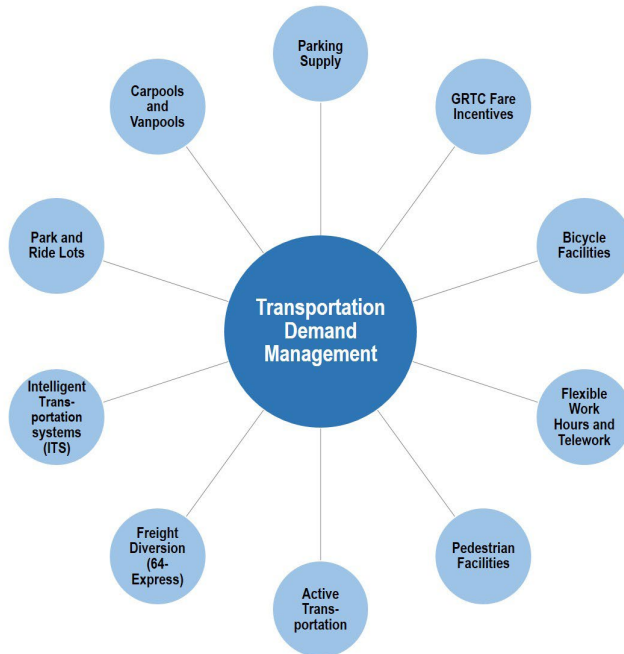 Parking
Supply
GRTC Fare
Incentives
Bicycle
Facilities
Flexible
Work
Hours and
Telework
Pedestrian
Facilities
Active
Trans-
portation
Freight
Diversion
(64-
Express)
Intelligent
Trans-
portation
systems
(ITS)
Park and
Ride Lots
Carpools
and
Vanpools
Transportation
Demand
Management